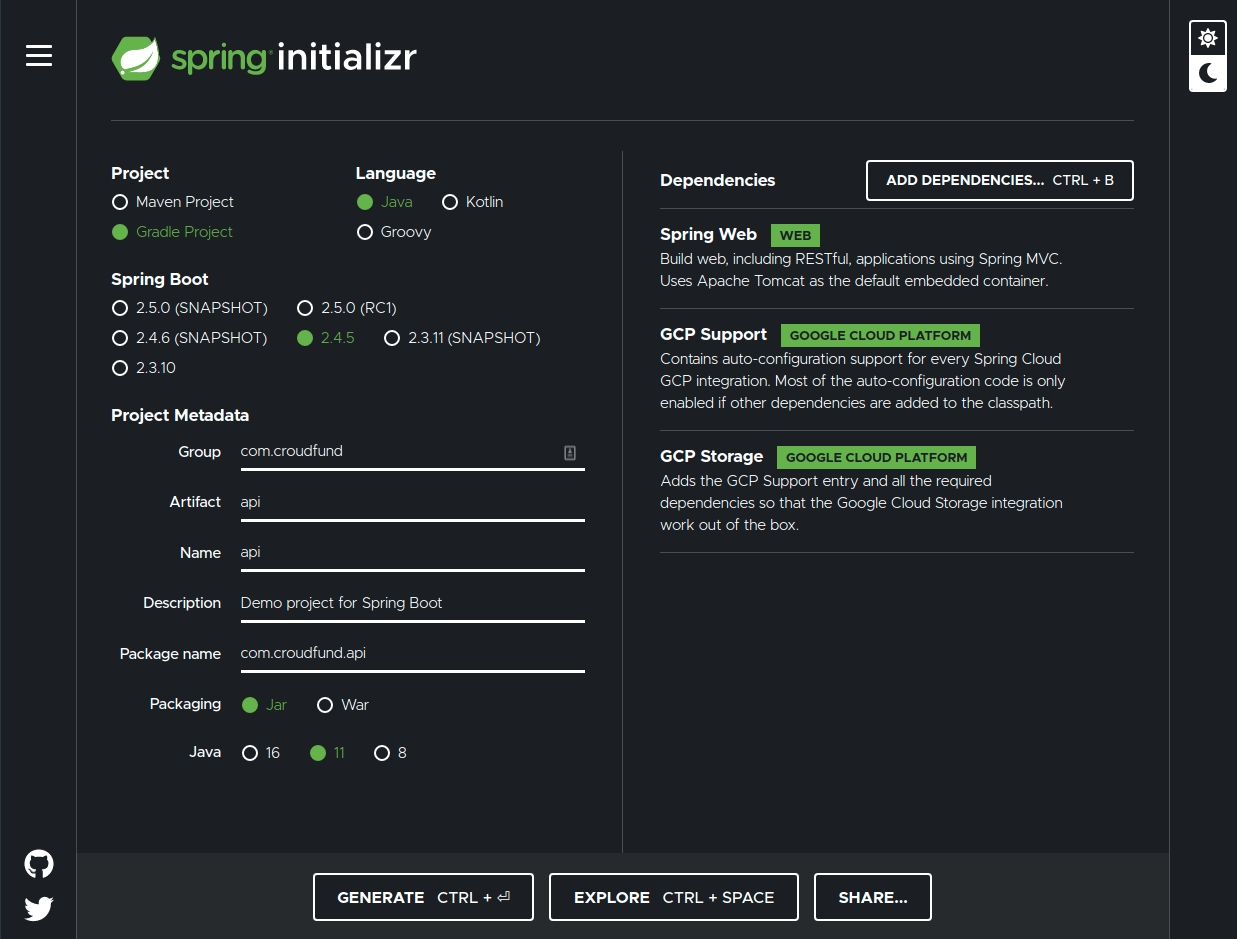 spring initializr
Project
Maven Project
Gradle Project
Language
Java Kotlin
Groovy
Spring Boot
2.5.0 (SNAPSHOT) 2.5.0 (RC1)
2.4.6 (SNAPSHOT) 2.4.5 2.3.11 (SNAPSHOT)
2.3.10
Project Metadata
Group com.croudfund
Artifact api
Name api
Description Demo project for Spring Boot
Package name com.croudfund.api
Packaging Jar War
Java 16 11 8
Dependencies
ADD DEPENDENCIES... CTRL + B
Spring Web WEB
Build web, including RESTful, applications using Spring MVC.
Uses Apache Tomcat as the default embedded container.
GCP Support GOOGLE CLOUD PLATFORM
Contains auto-configuration support for every Spring Cloud
GCP integration. Most of the auto-configuration code is only
enabled if other dependencies are added to the classpath.
GCP Storage GOOGLE CLOUD PLATFORM
Adds the GCP Support entry and all the required
dependencies so that the Google Cloud Storage integration
work out of the box.
GENERATE CTRL + ⏎
EXPLORE CTRL + SPACE
SHARE...